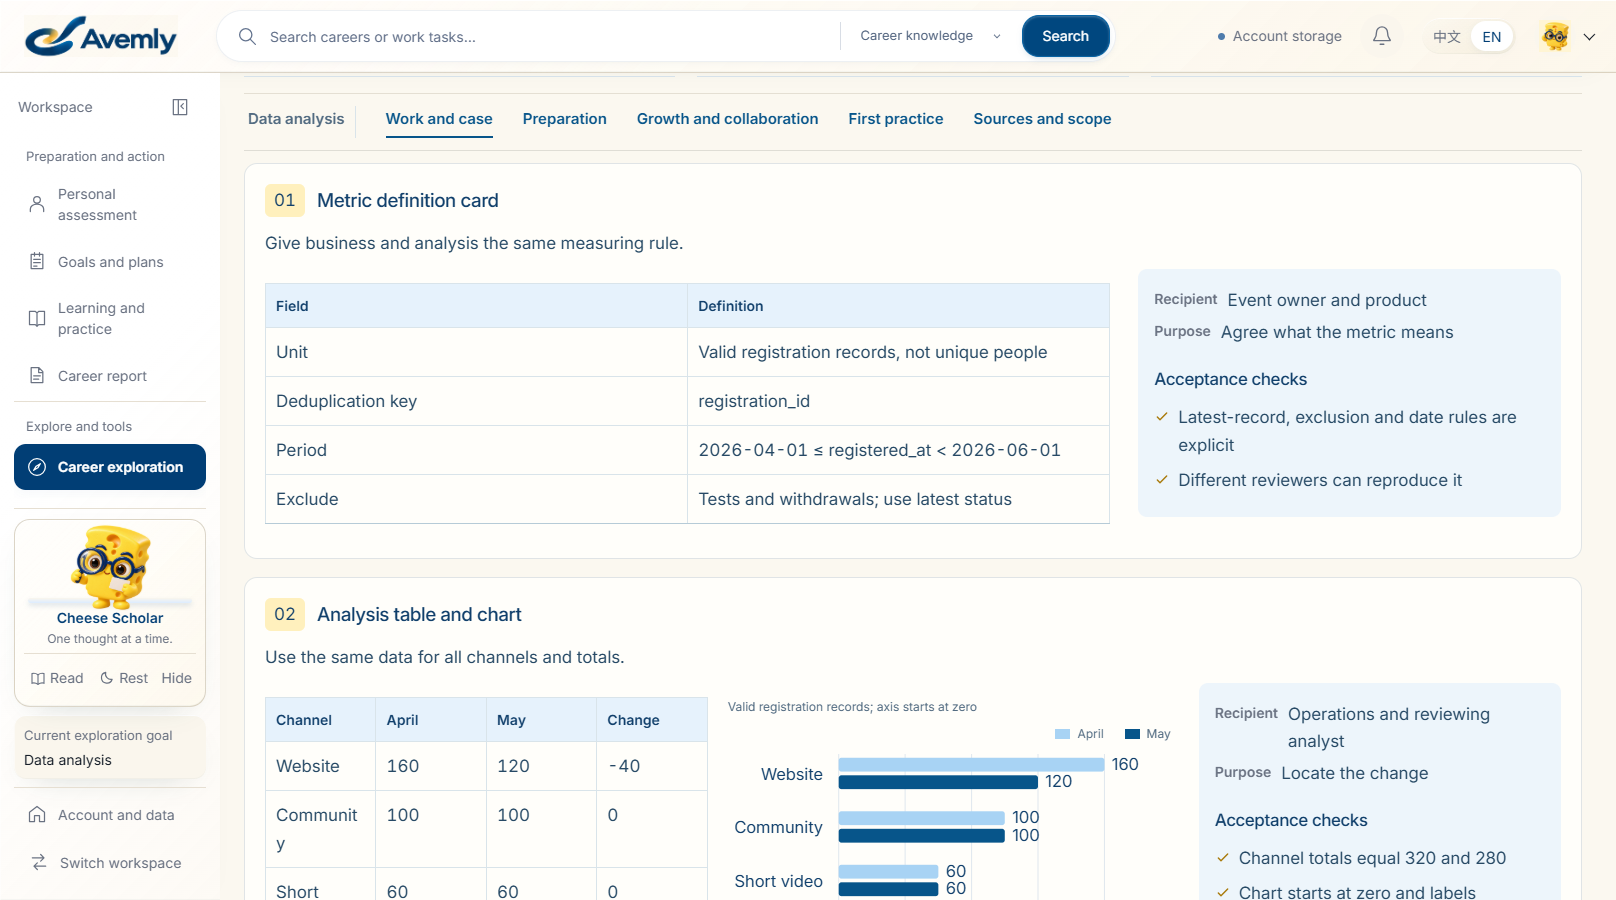 Avemly
Search careers or work tasks...
Career knowledge
Search
Account storage
中文
EN
Workspace
Preparation and action
Personal
assessment
Goals and plans
Learning and
practice
Career report
Explore and tools
Career exploration
Cheese Scholar
One thought at a time.
Read
Rest
Hide
Current exploration goal
Data analysis
Account and data
Switch workspace
Data analysis
Work and case
Preparation
Growth and collaboration
First practice
Sources and scope
01 Metric definition card
Give business and analysis the same measuring rule.
Field Definition
Unit Valid registration records, not unique people
Deduplication key registration_id
Period 2026-04-01 ≤ registered_at < 2026-06-01
Exclude Tests and withdrawals; use latest status
Recipient Event owner and product
Purpose Agree what the metric means
Acceptance checks
Latest-record, exclusion and date rules are
explicit
Different reviewers can reproduce it
02 Analysis table and chart
Use the same data for all channels and totals.
Channel April May Change
Website 160 120 -40
Communit
y 100 100 0
Short 60 60 0
Valid registration records; axis starts at zero
April May
Website 160
120
Community 100
100
Short video 60
60
Recipient Operations and reviewing
analyst
Purpose Locate the change
Acceptance checks
Channel totals equal 320 and 280
Chart starts at zero and labels